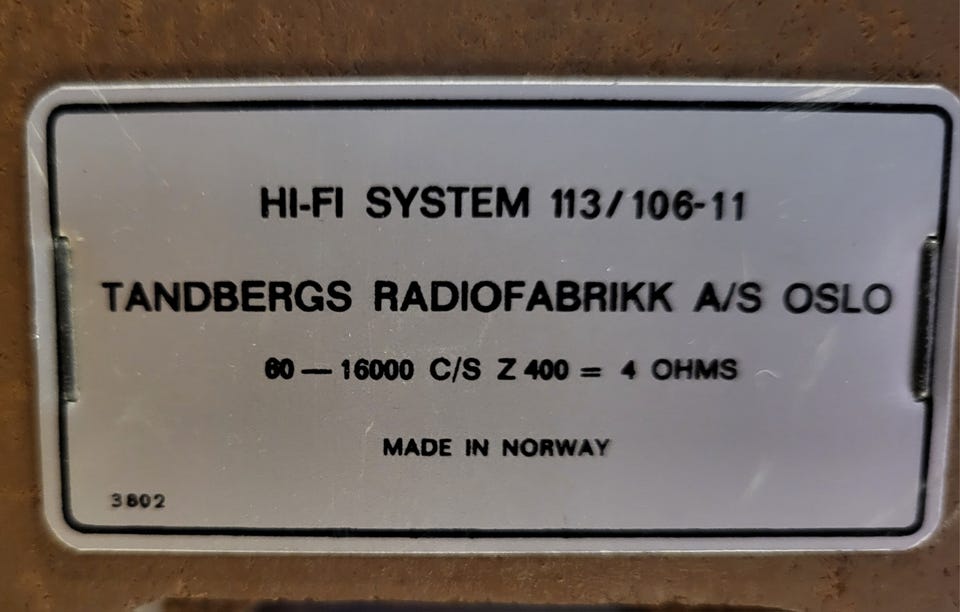 HI-FI SYSTEM 113/106-11
TANDBERGS RADIOFABRIKK A/S OSLO
60 — 16000 C/S Z 400 = 4 OHMS
MADE IN NORWAY
3802